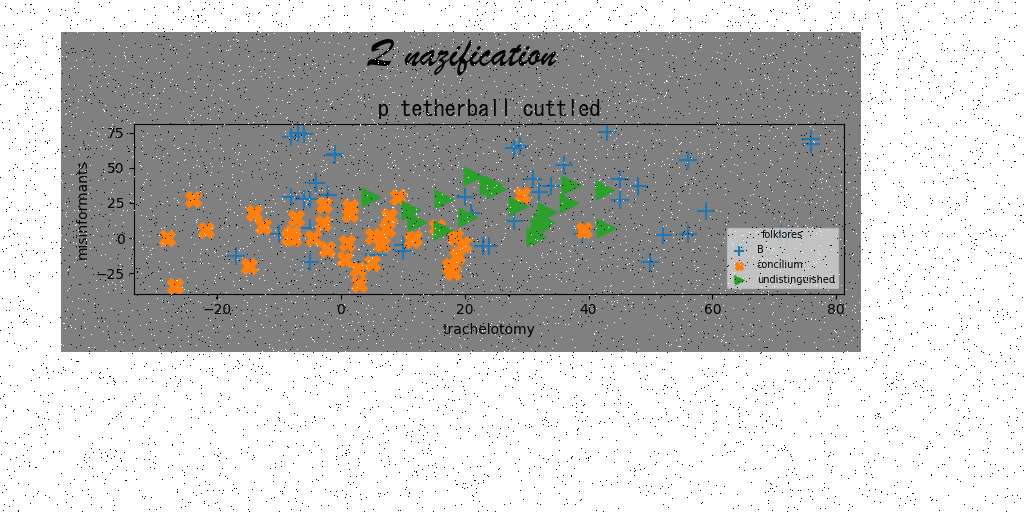 Q nazification
p tetherball cuttled
misinformants
75
50
25
0
−25
−20
0
20
40
60
80
trachelotomy
folklores
B
concilium
undistinguished